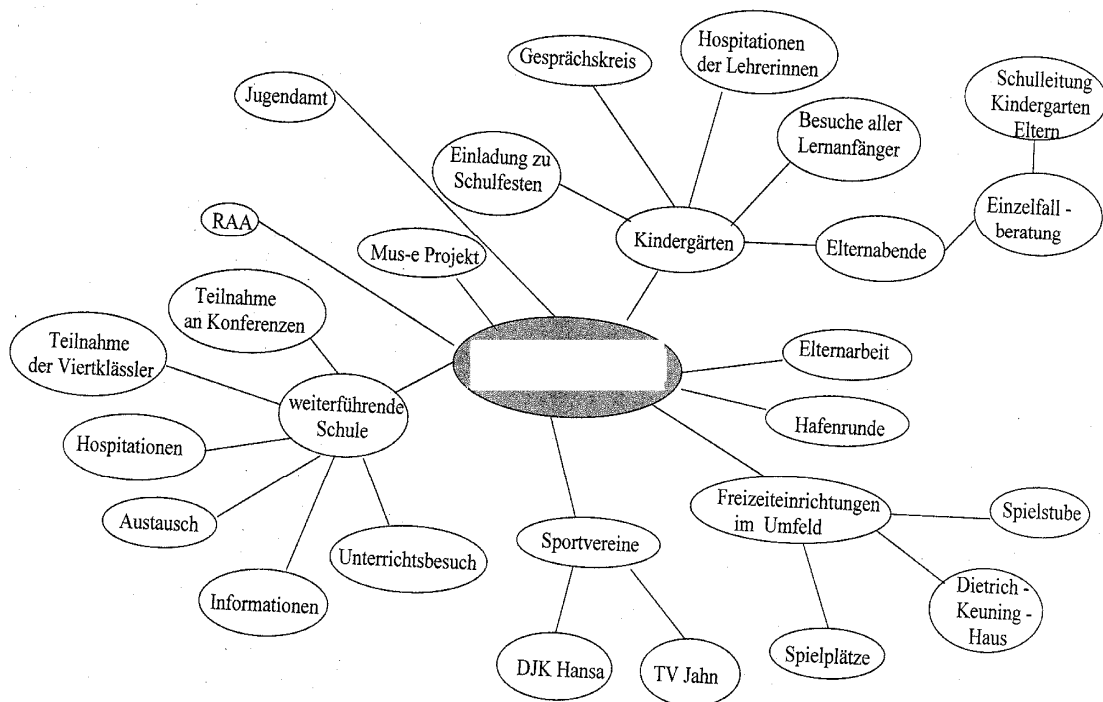 Gesprächskreis
Hospitationen
der Lehrerinnen
Schulleitung
Kindergarten
Eltern
Jugendamt
Besuche aller
Lernanfänger
Einladung zu
Schulfesten
RAA
Mus-e Projekt
Kindergärten
Elternabende
Einzelfall -
beratung
Teilnahme
an Konferenzen
Teilnahme
der Viertklässler
weiterführende
Schule
Elternarbeit
Hafenrunde
Hospitationen
Austausch
Informationen
Unterrichtsbesuch
Sportvereine
DJK Hansa
TV Jahn
Freizeiteinrichtungen
im Umfeld
Spielstube
Dietrich -
Keuning -
Haus
Spielplätze